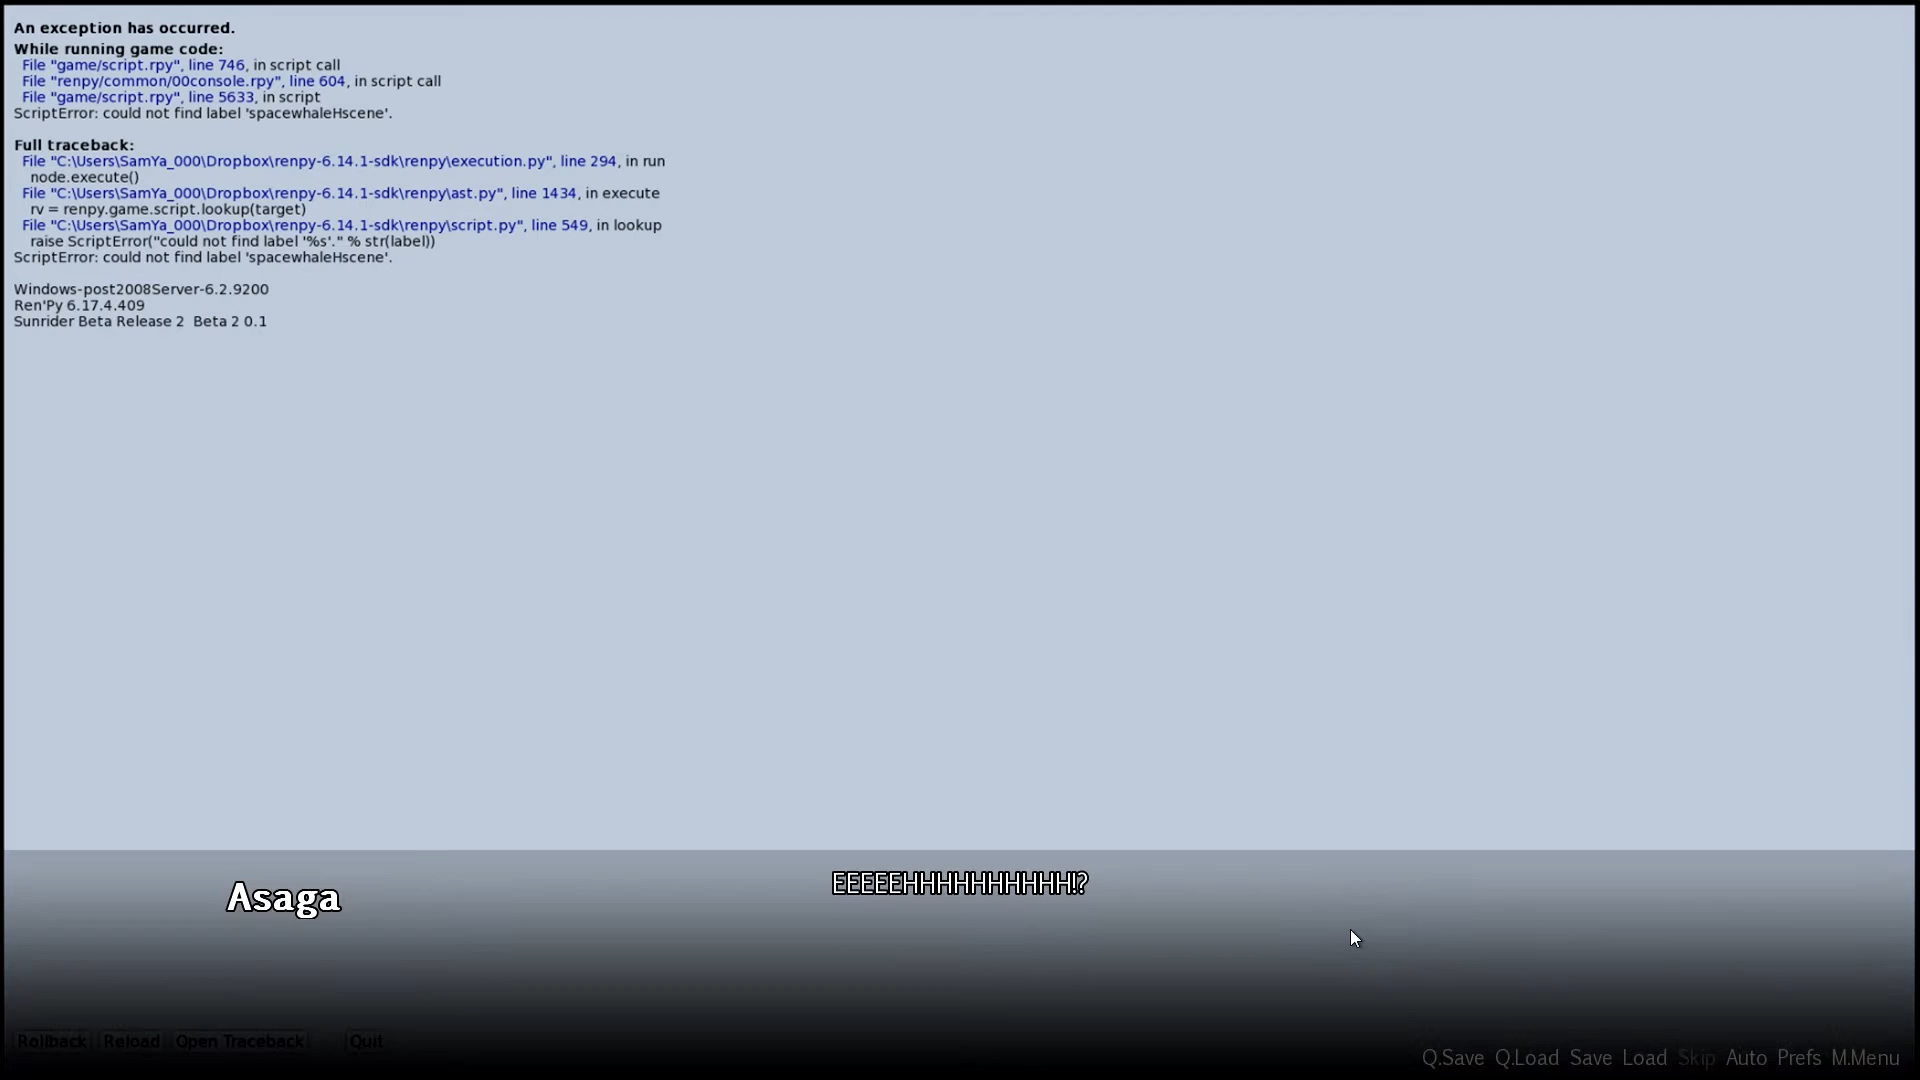 An exception has occurred.
While running game code:
File "game/script.rpy", line 746, in script call
File "renpy/common/00console.rpy", line 604, in script call
File "game/script.rpy", line 5633, in script
ScriptError: could not find label 'spacewhaleHscene'.
Full traceback:
File "C:\Users\SamYa_000\Dropbox\renpy-6.14.1-sdk\renpy\execution.py", line 294, in run
node.execute()
File "C:\Users\SamYa_000\Dropbox\renpy-6.14.1-sdk\renpy\ast.py", line 1434, in execute
rv = renpy.game.script.lookup(target)
File "C:\Users\SamYa_000\Dropbox\renpy-6.14.1-sdk\renpy\script.py", line 549, in lookup
raise ScriptError("could not find label '%s'." % str(label))
ScriptError: could not find label 'spacewhaleHscene'.
Windows-post2008Server-6.2.9200
Ren'Py 6.17.4.409
Sunrider Beta Release 2  Beta 2 0.1
Asaga
EEEEEHHHHHHHHHHH!?
Rollback Reload Open Traceback Quit
Q.Save Q.Load Save Load Skip Auto Prefs M.Menu